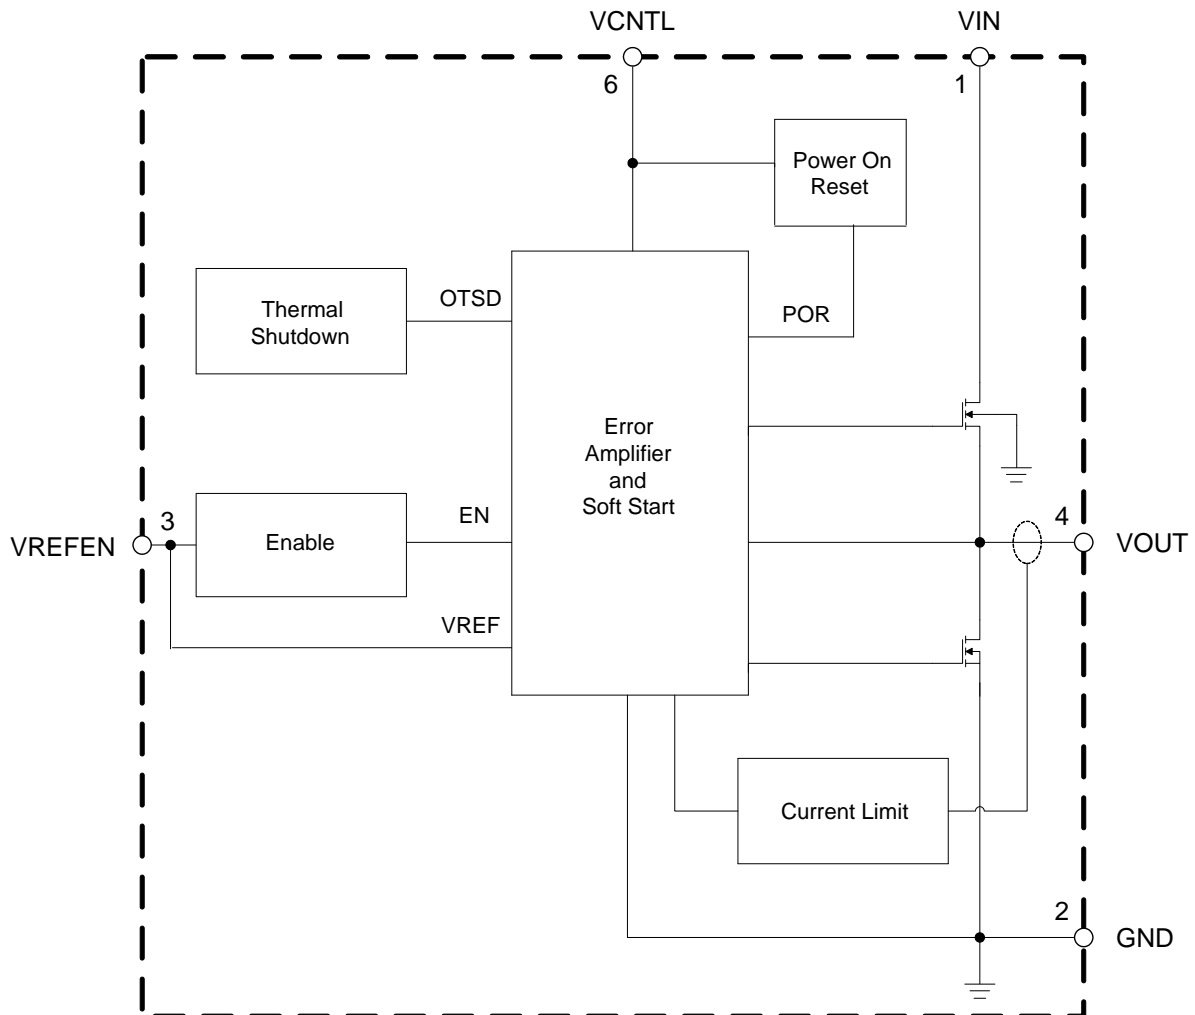 VCNTL
VIN
6
1
Power On
Reset
Thermal
Shutdown
OTSD
POR
Error
Amplifier
and
Soft Start
VREFEN
3
Enable
EN
4
VOUT
VREF
Current Limit
2
GND